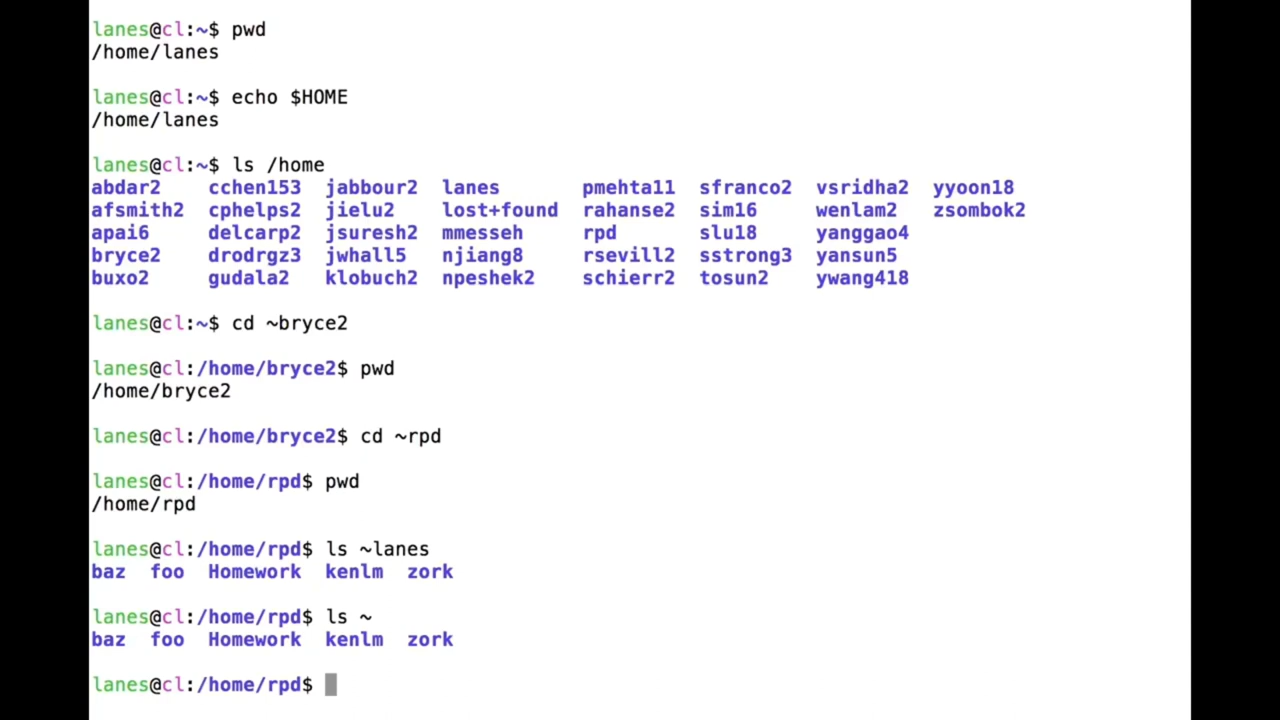 lanes@cl:~$ pwd
/home/lanes
lanes@cl:~$ echo $HOME
/home/lanes
lanes@cl:~$ ls /home
abdar2 cchen153 jabbour2 lanes pmehta11 sfranco2 vsridha2 yyoon18
afsmith2 cphelps2 jielu2 lost+found rahanse2 sim16 wenlam2 zsombok2
apai6 delcarp2 jsuresh2 mmesseh rpd slu18 yanggao4
bryce2 drodrgz3 jwhall5 njiang8 rsevill2 sstrong3 yansun5
buxo2 gudala2 klobuch2 npeshek2 schierr2 tosun2 ywang418
lanes@cl:~$ cd ~bryce2
lanes@cl:/home/bryce2$ pwd
/home/bryce2
lanes@cl:/home/bryce2$ cd ~rpd
lanes@cl:/home/rpd$ pwd
/home/rpd
lanes@cl:/home/rpd$ ls ~lanes
baz foo Homework kenlm zork
lanes@cl:/home/rpd$ ls ~
baz foo Homework kenlm zork
lanes@cl:/home/rpd$